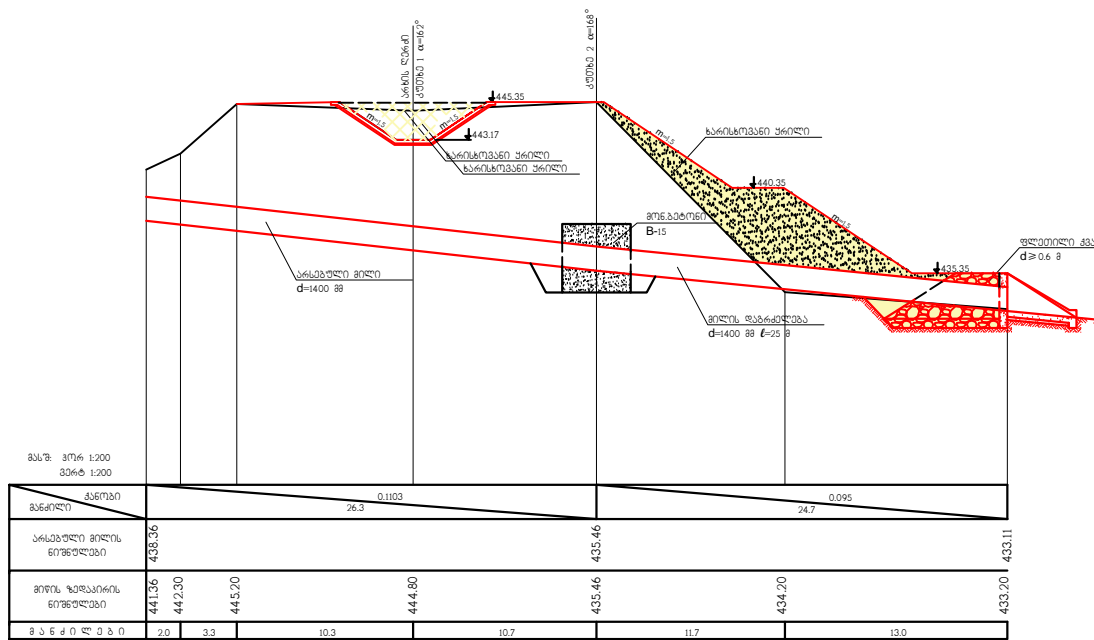 არხის ღერძი
კუთხე 1 α=162°
კუთხე 2 α=168°
445.35
m=1.5
m=1.5
443.17
ხარისხოვანი ყრილი
ხარისხოვანი ყრილი
m=1.5
ხარისხოვანი ყრილი
440.35
m=1.5
მონ.ბეტონი
B-15
ფლეთილი ქვა
d⩾0.6 მ
435.35
არსებული მილი
d=1400 მმ
მილის დაგრძელება
d=1400 მმ ℓ=25 მ
მასშ: ჰორ 1:200
ვერტ 1:200
ქანობი
მანძილი
0.1103
26.3
0.095
24.7
არსებული მილის
ნიშნულები
438.36
435.46
433.11
მიწის ზედაპირის
ნიშნულები
441.36
442.30
445.20
444.80
435.46
434.20
433.20
მანძილები
2.0
3.3
10.3
10.7
11.7
13.0